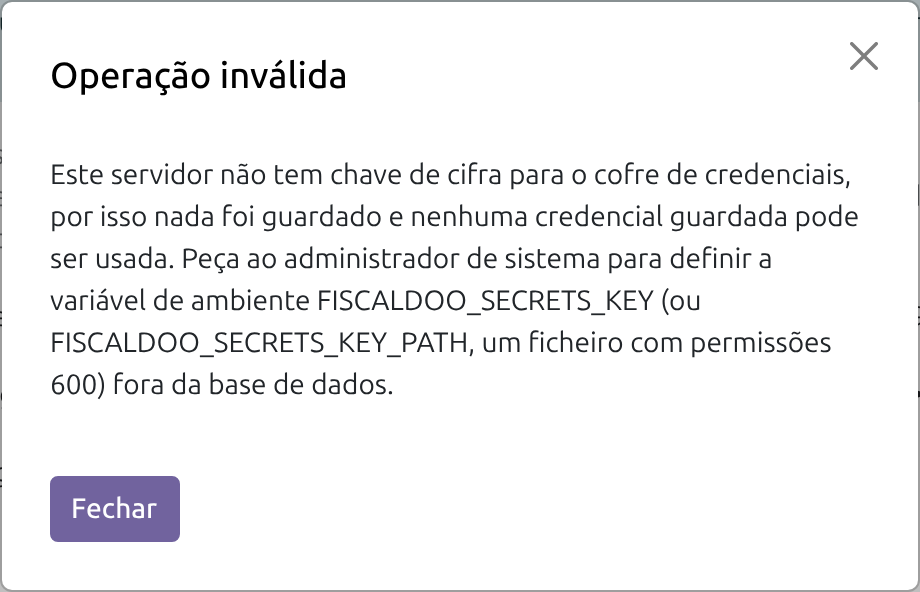 Operação inválida
Este servidor não tem chave de cifra para o cofre de credenciais,
por isso nada foi guardado e nenhuma credencial guardada pode
ser usada. Peça ao administrador de sistema para definir a
variável de ambiente FISCALDOO_SECRETS_KEY (ou
FISCALDOO_SECRETS_KEY_PATH, um ficheiro com permissões
600) fora da base de dados.
Fechar